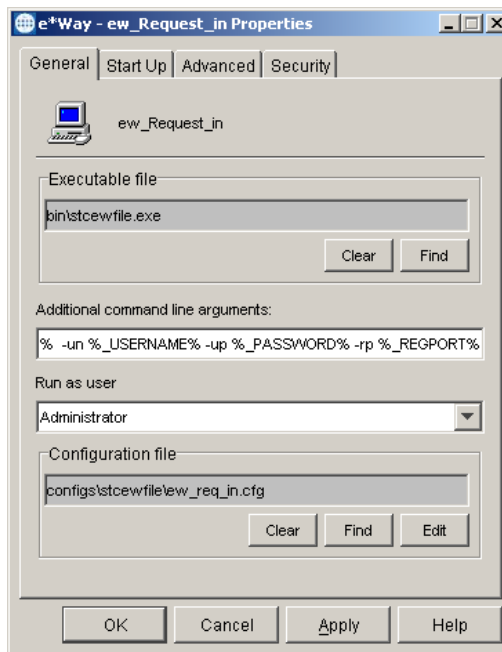 e*Way - ew_Request_in Properties
General Start Up Advanced Security
ew_Request_in
Executable file
bin\stcewfile.exe
Clear Find
Additional command line arguments:
% -un %_USERNAME% -up %_PASSWORD% -rp %_REGPORT%
Run as user
Administrator
Configuration file
configs\stcewfile\ew_req_in.cfg
Clear Find Edit
OK Cancel Apply Help